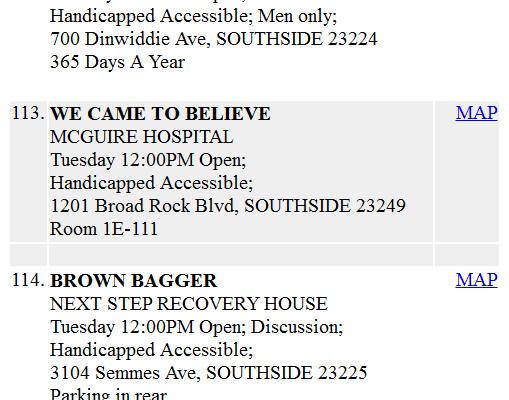 Handicapped Accessible; Men only;
700 Dinwiddie Ave, SOUTHSIDE 23224
365 Days A Year
113. WE CAME TO BELIEVE MAP
MCGUIRE HOSPITAL
Tuesday 12:00PM Open;
Handicapped Accessible;
1201 Broad Rock Blvd, SOUTHSIDE 23249
Room 1E-111
114. BROWN BAGGER MAP
NEXT STEP RECOVERY HOUSE
Tuesday 12:00PM Open; Discussion;
Handicapped Accessible;
3104 Semmes Ave, SOUTHSIDE 23225
Parking in rear